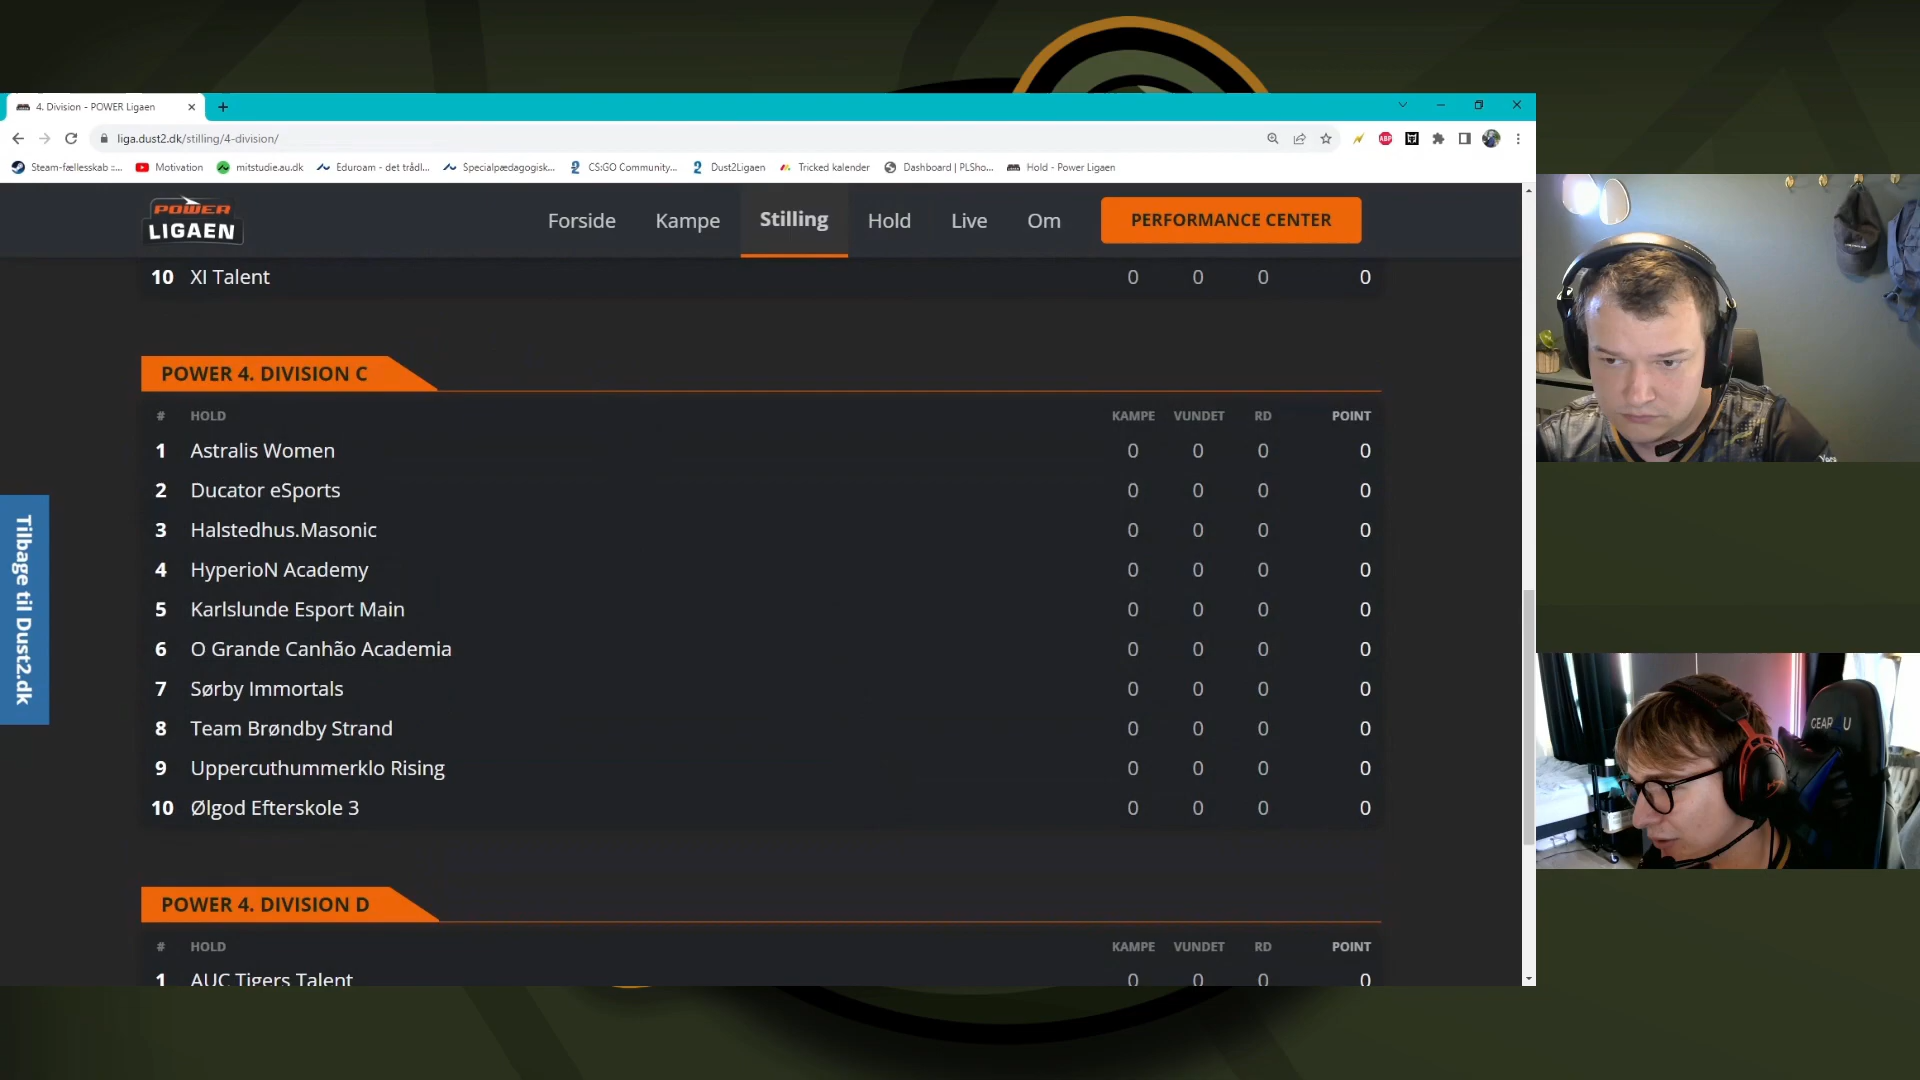 4. Division - POWER Ligaen
liga.dust2.dk/stilling/4-division/
ABP
Steam-fællesskab ::... Motivation mitstudie.au.dk Eduroam - det trådl... Specialpædagogisk... CS:GO Community... Dust2Ligaen Tricked kalender Dashboard | PLSho... Hold - Power Ligaen
POWER
LIGAEN
Forside Kampe Stilling Hold Live Om PERFORMANCE CENTER
10 XI Talent 0 0 0 0
POWER 4. DIVISION C
# HOLD KAMPE VUNDET RD POINT
1 Astralis Women 0 0 0 0
2 Ducator eSports 0 0 0 0
3 Halstedhus.Masonic 0 0 0 0
4 HyperioN Academy 0 0 0 0
5 Karlslunde Esport Main 0 0 0 0
6 O Grande Canhão Academia 0 0 0 0
7 Sørby Immortals 0 0 0 0
8 Team Brøndby Strand 0 0 0 0
9 Uppercuthummerklo Rising 0 0 0 0
10 Ølgod Efterskole 3 0 0 0 0
POWER 4. DIVISION D
# HOLD KAMPE VUNDET RD POINT
1 AUC Tigers Talent 0 0 0 0
Tilbage til Dust2.dk
GEAR4U